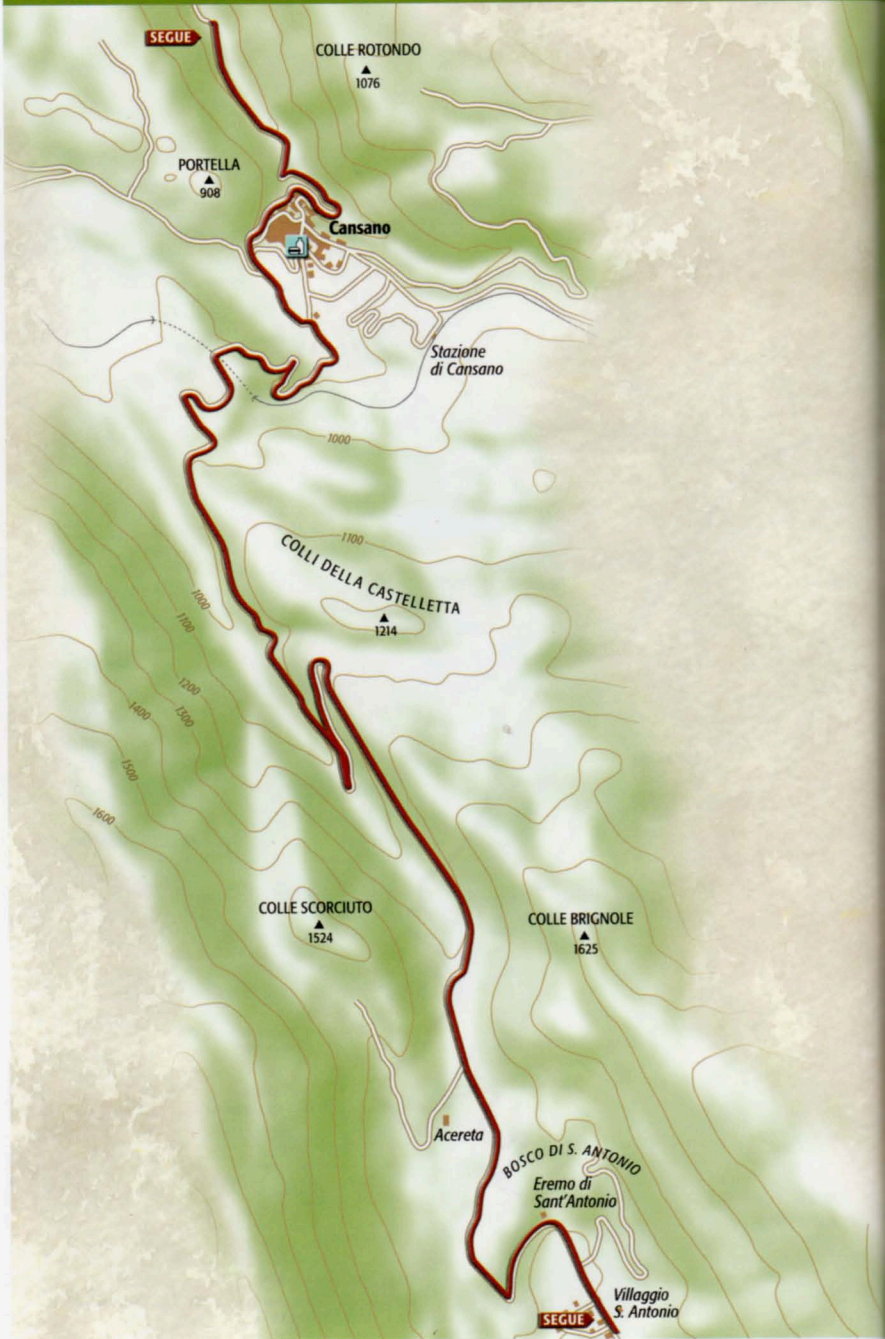 SEGUE
COLLE ROTONDO
1076
PORTELLA
908
Cansano
Stazione
di Cansano
1000
1100
COLLI DELLA CASTELLETTA
1214
1000
1100
1200
1300
1400
1500
1600
COLLE SCORCIUTO
1524
COLLE BRIGNOLE
1625
Acereta
BOSCO DI S. ANTONIO
Eremo di
Sant'Antonio
Villaggio
S. Antonio
SEGUE